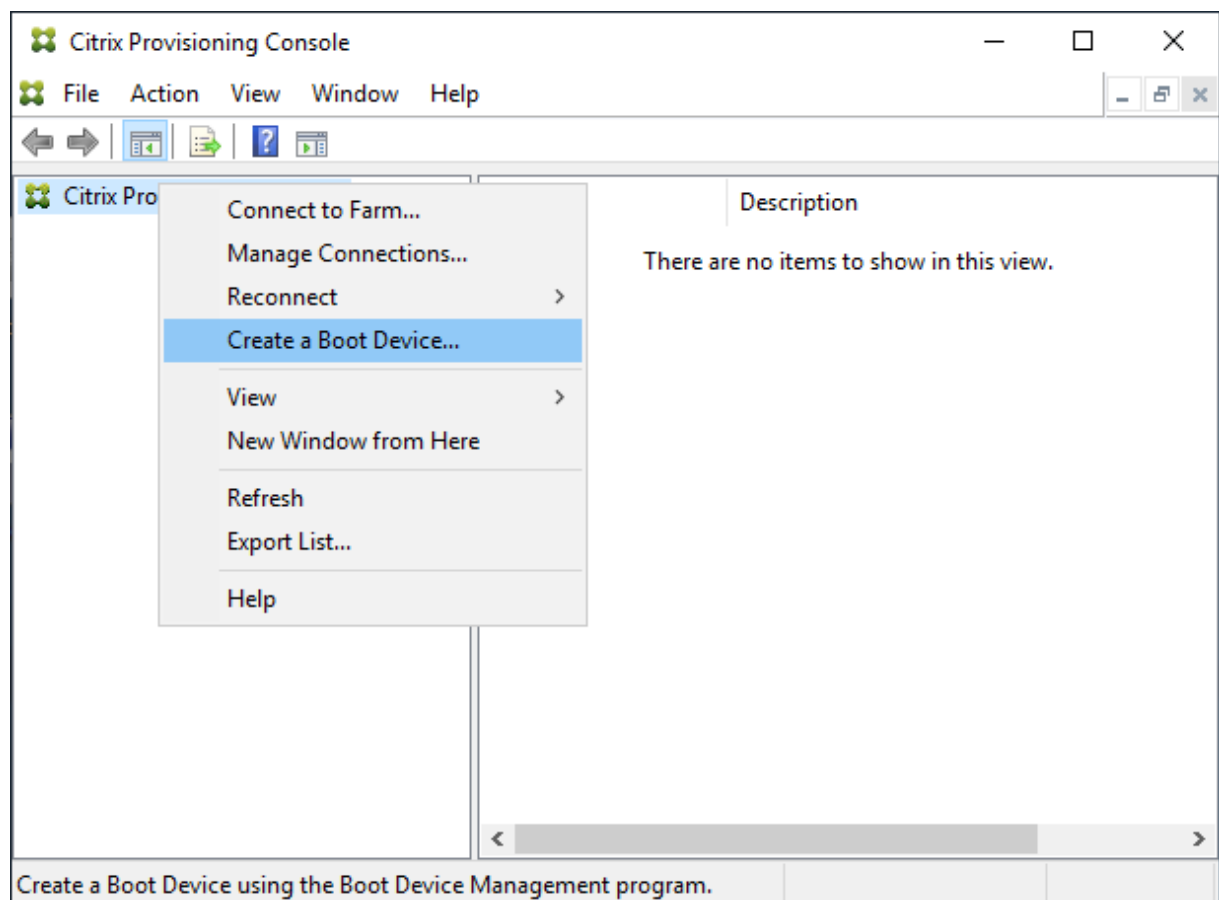 Citrix Provisioning Console
File Action View Window Help
Citrix Pro
Description
There are no items to show in this view.
Connect to Farm...
Manage Connections...
Reconnect
Create a Boot Device...
View
New Window from Here
Refresh
Export List...
Help
Create a Boot Device using the Boot Device Management program.